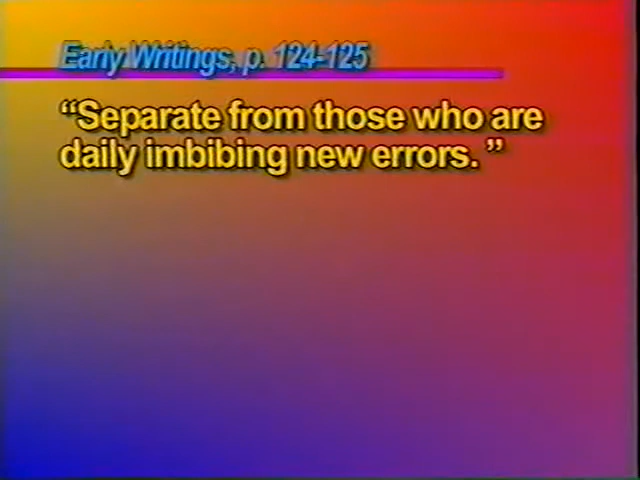 Early Writings, p. 124-125
“Separate from those who are
daily imbibing new errors. ”